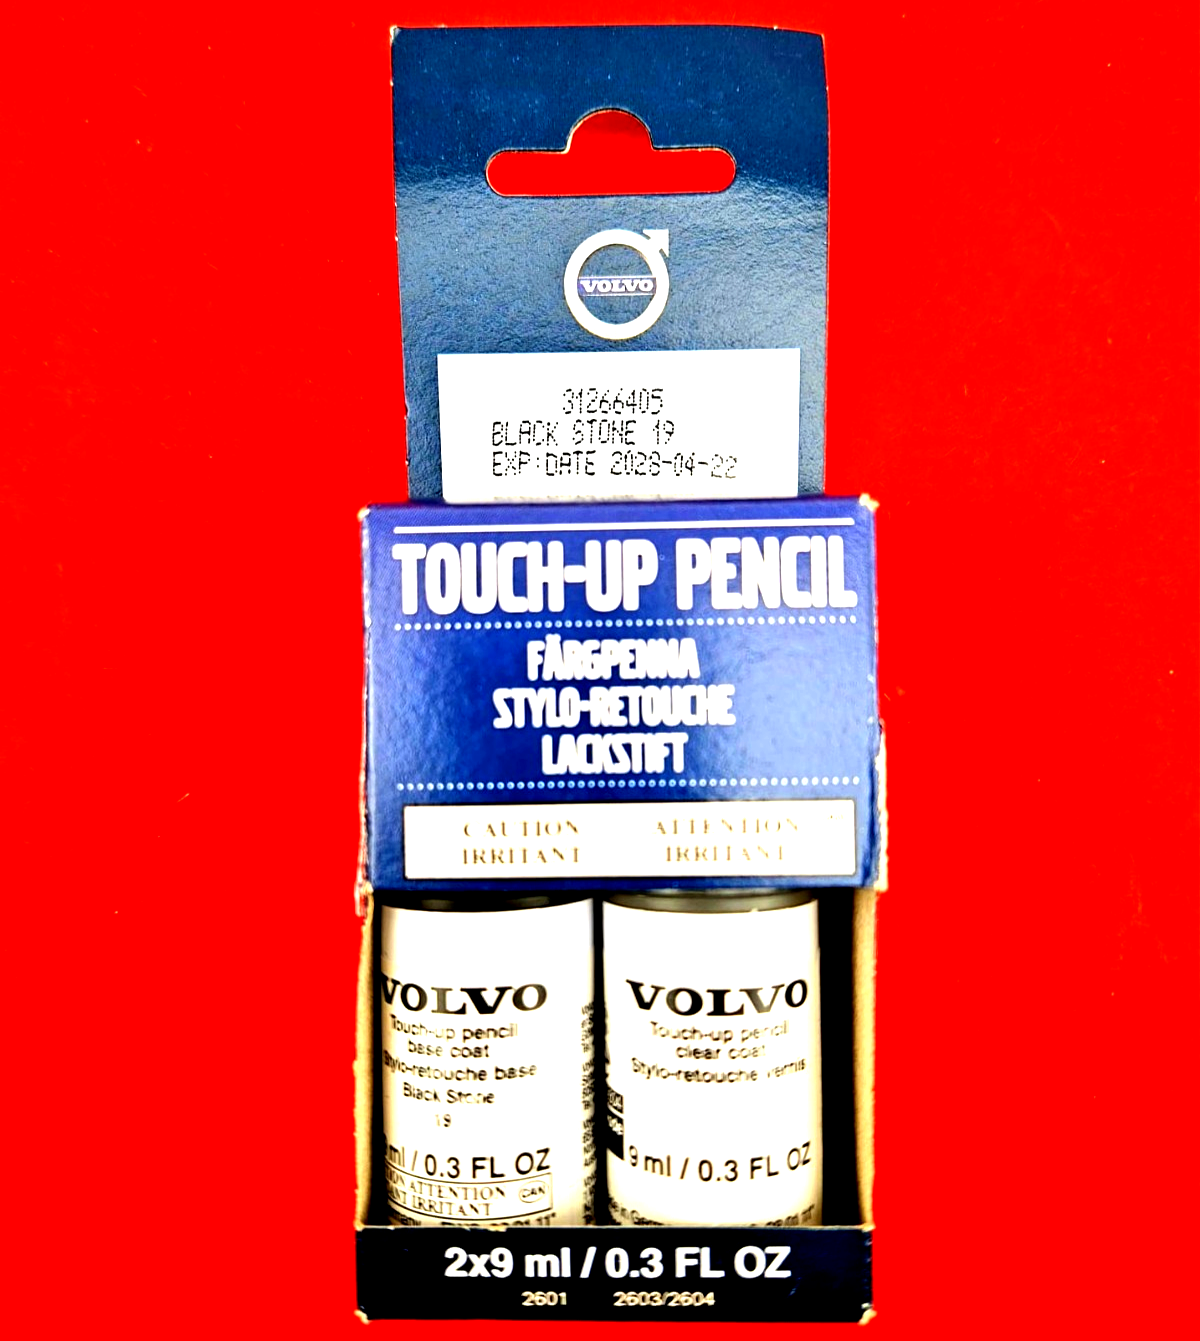 VOLVO
31266405
BLACK STONE 19
EXP:DATE 2028-04-22
TOUCH-UP PENCIL
FÄRGPENNA
STYLO-RETOUCHE
LACKSTIFT
CAUTION ATTENTION
IRRITANT IRRITANT
VOLVO
Touch-up pencil
base coat
Stylo-retouche base
Black Stone
19
ml / 0.3 FL OZ
ATTENTION
IRRITANT
CAN
VOLVO
Touch-up pencil
clear coat
Stylo-retouche vernis
9 ml / 0.3 FL OZ
2x9 ml / 0.3 FL OZ
2601 2603/2604